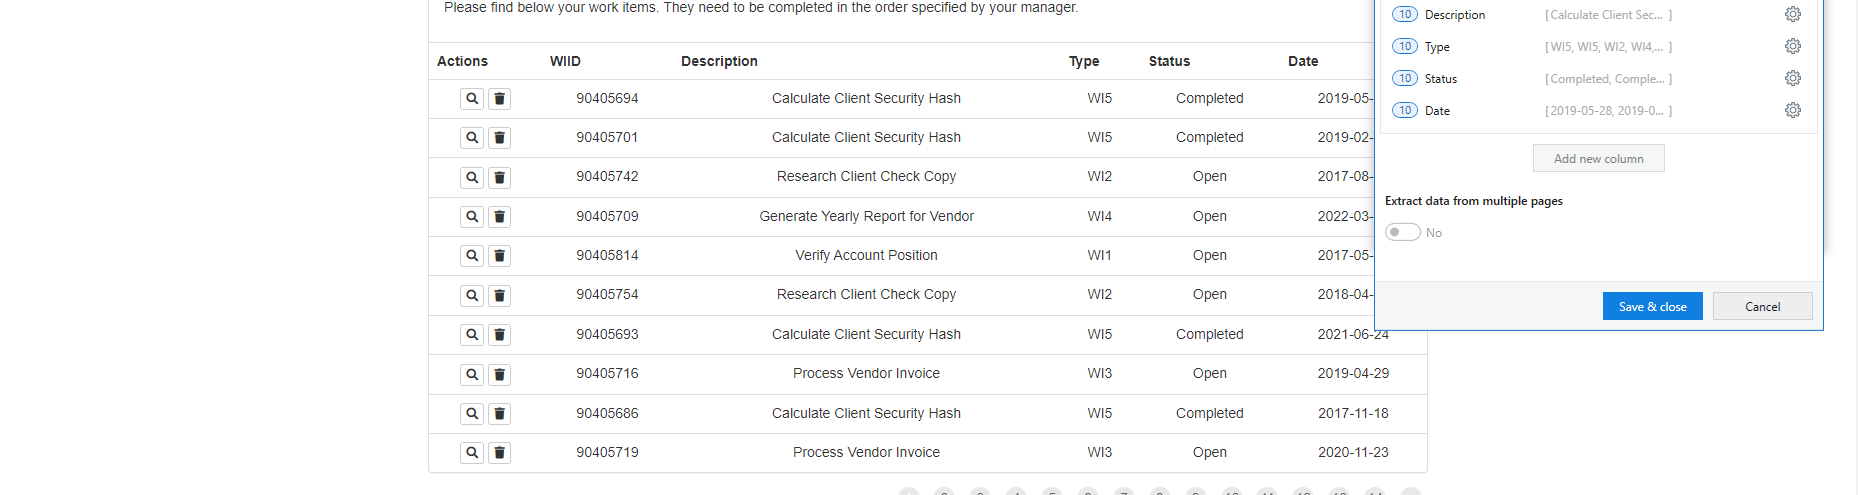 Please find below your work items. They need to be completed in the order specified by your manager.
Actions WIID Description Type Status Date
90405694 Calculate Client Security Hash WI5 Completed 2019-05-
90405701 Calculate Client Security Hash WI5 Completed 2019-02-
90405742 Research Client Check Copy WI2 Open 2017-08-
90405709 Generate Yearly Report for Vendor WI4 Open 2022-03-
90405814 Verify Account Position WI1 Open 2017-05-
90405754 Research Client Check Copy WI2 Open 2018-04-
90405693 Calculate Client Security Hash WI5 Completed 2021-06-24
90405716 Process Vendor Invoice WI3 Open 2019-04-29
90405686 Calculate Client Security Hash WI5 Completed 2017-11-18
90405719 Process Vendor Invoice WI3 Open 2020-11-23
10 Description [Calculate Client Sec... ]
10 Type [WI5, WI5, WI2, WI4,... ]
10 Status [Completed, Comple... ]
10 Date [2019-05-28, 2019-0... ]
Add new column
Extract data from multiple pages
No
Save & close Cancel